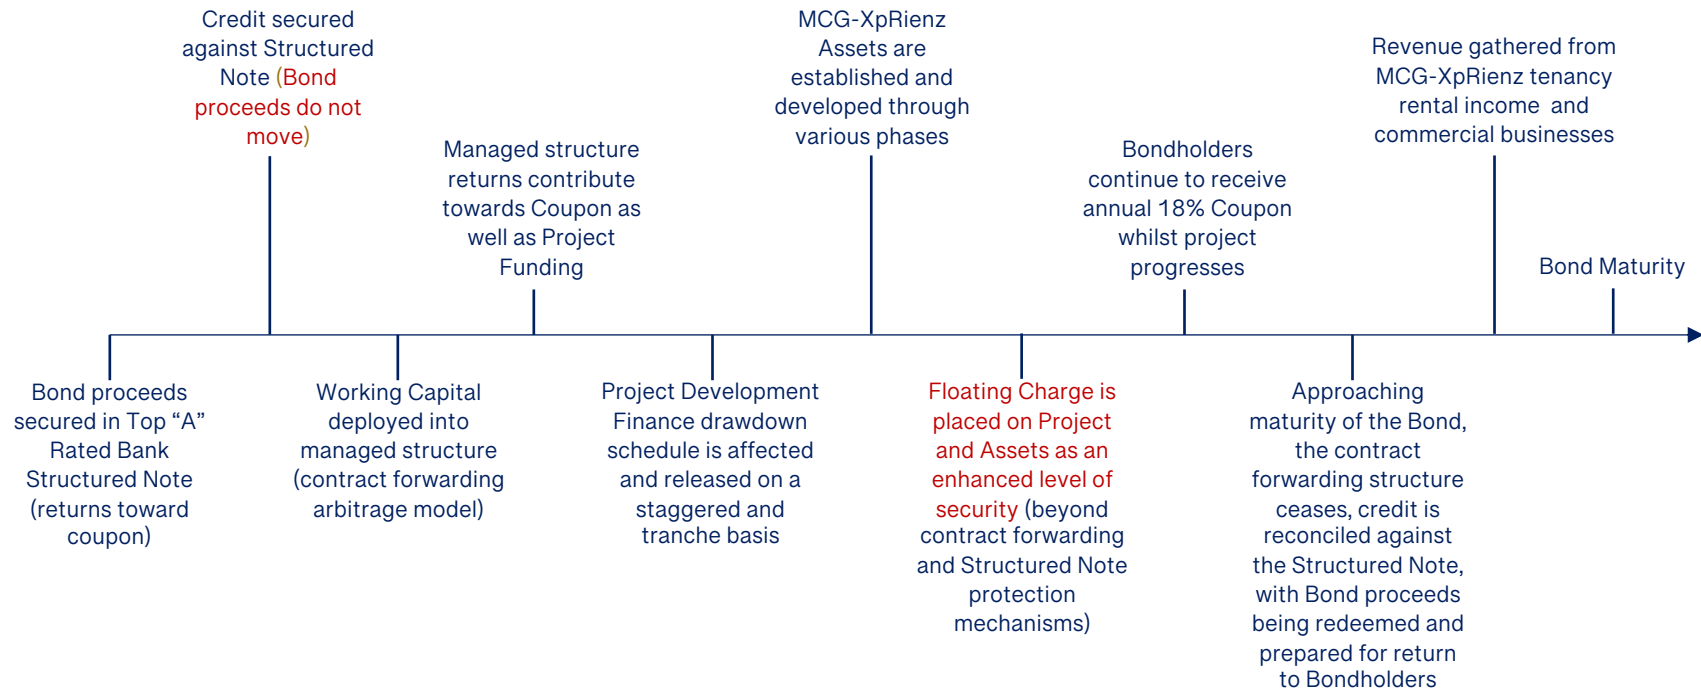 Credit secured
against Structured
Note (Bond
proceeds do not
move)
MCG-XpRienz
Assets are
established and
developed through
various phases
Revenue gathered from
MCG-XpRienz tenancy
rental income and
commercial businesses
Managed structure
returns contribute
towards Coupon as
well as Project
Funding
Bondholders
continue to receive
annual 18% Coupon
whilst project
progresses
Bond Maturity
Bond proceeds
secured in Top “A”
Rated Bank
Structured Note
(returns toward
coupon)
Working Capital
deployed into
managed structure
(contract forwarding
arbitrage model)
Project Development
Finance drawdown
schedule is affected
and released on a
staggered and
tranche basis
Floating Charge is
placed on Project
and Assets as an
enhanced level of
security (beyond
contract forwarding
and Structured Note
protection
mechanisms)
Approaching
maturity of the Bond,
the contract
forwarding structure
ceases, credit is
reconciled against
the Structured Note,
with Bond proceeds
being redeemed and
prepared for return
to Bondholders